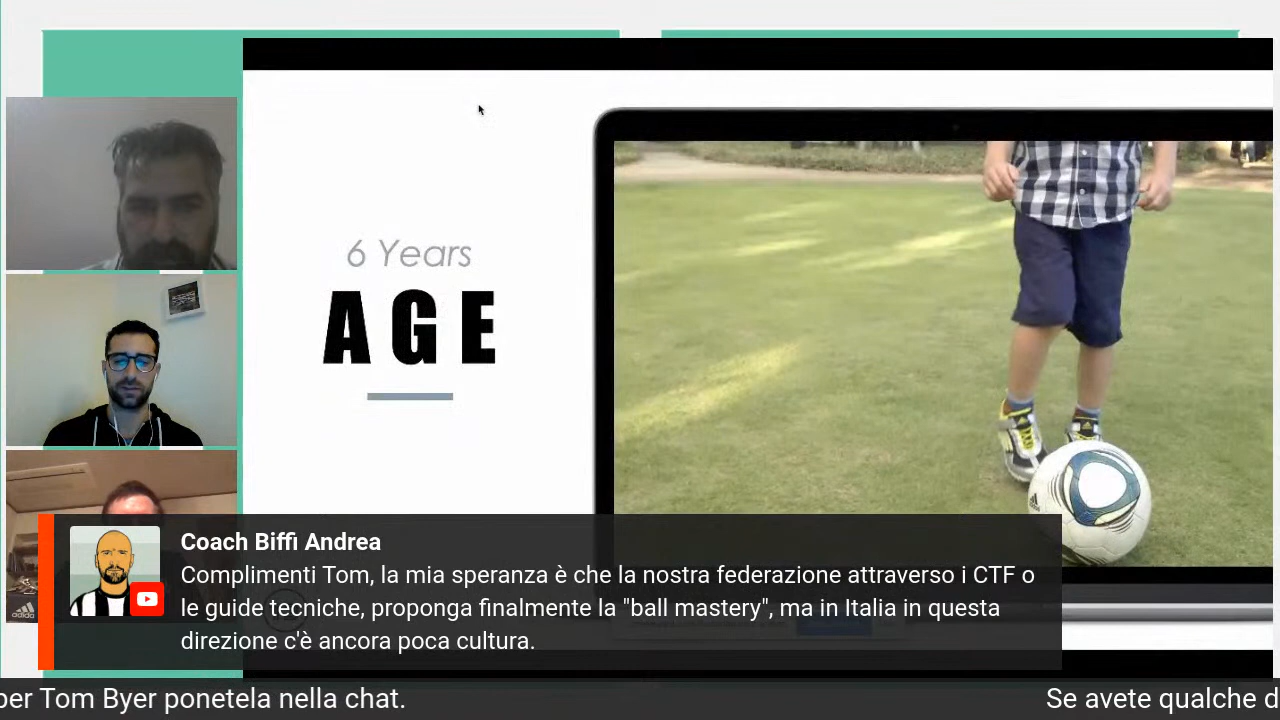 6 Years
AGE
Coach Biffi Andrea
Complimenti Tom, la mia speranza è che la nostra federazione attraverso i CTF o
le guide tecniche, proponga finalmente la "ball mastery", ma in Italia in questa
direzione c'è ancora poca cultura.
adidas
per Tom Byer ponetela nella chat.
Se avete qualche d